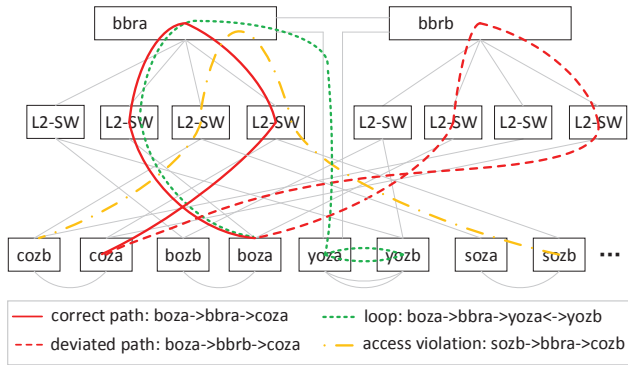 bbra bbrb
L2-SW L2-SW L2-SW L2-SW L2-SW L2-SW L2-SW L2-SW
cozb coza bozb boza yoza yozb soza sozb ...
correct path: boza->bbra->coza loop: boza->bbra->yoza<->yozb
deviated path: boza->bbrb->coza access violation: sozb->bbra->cozb